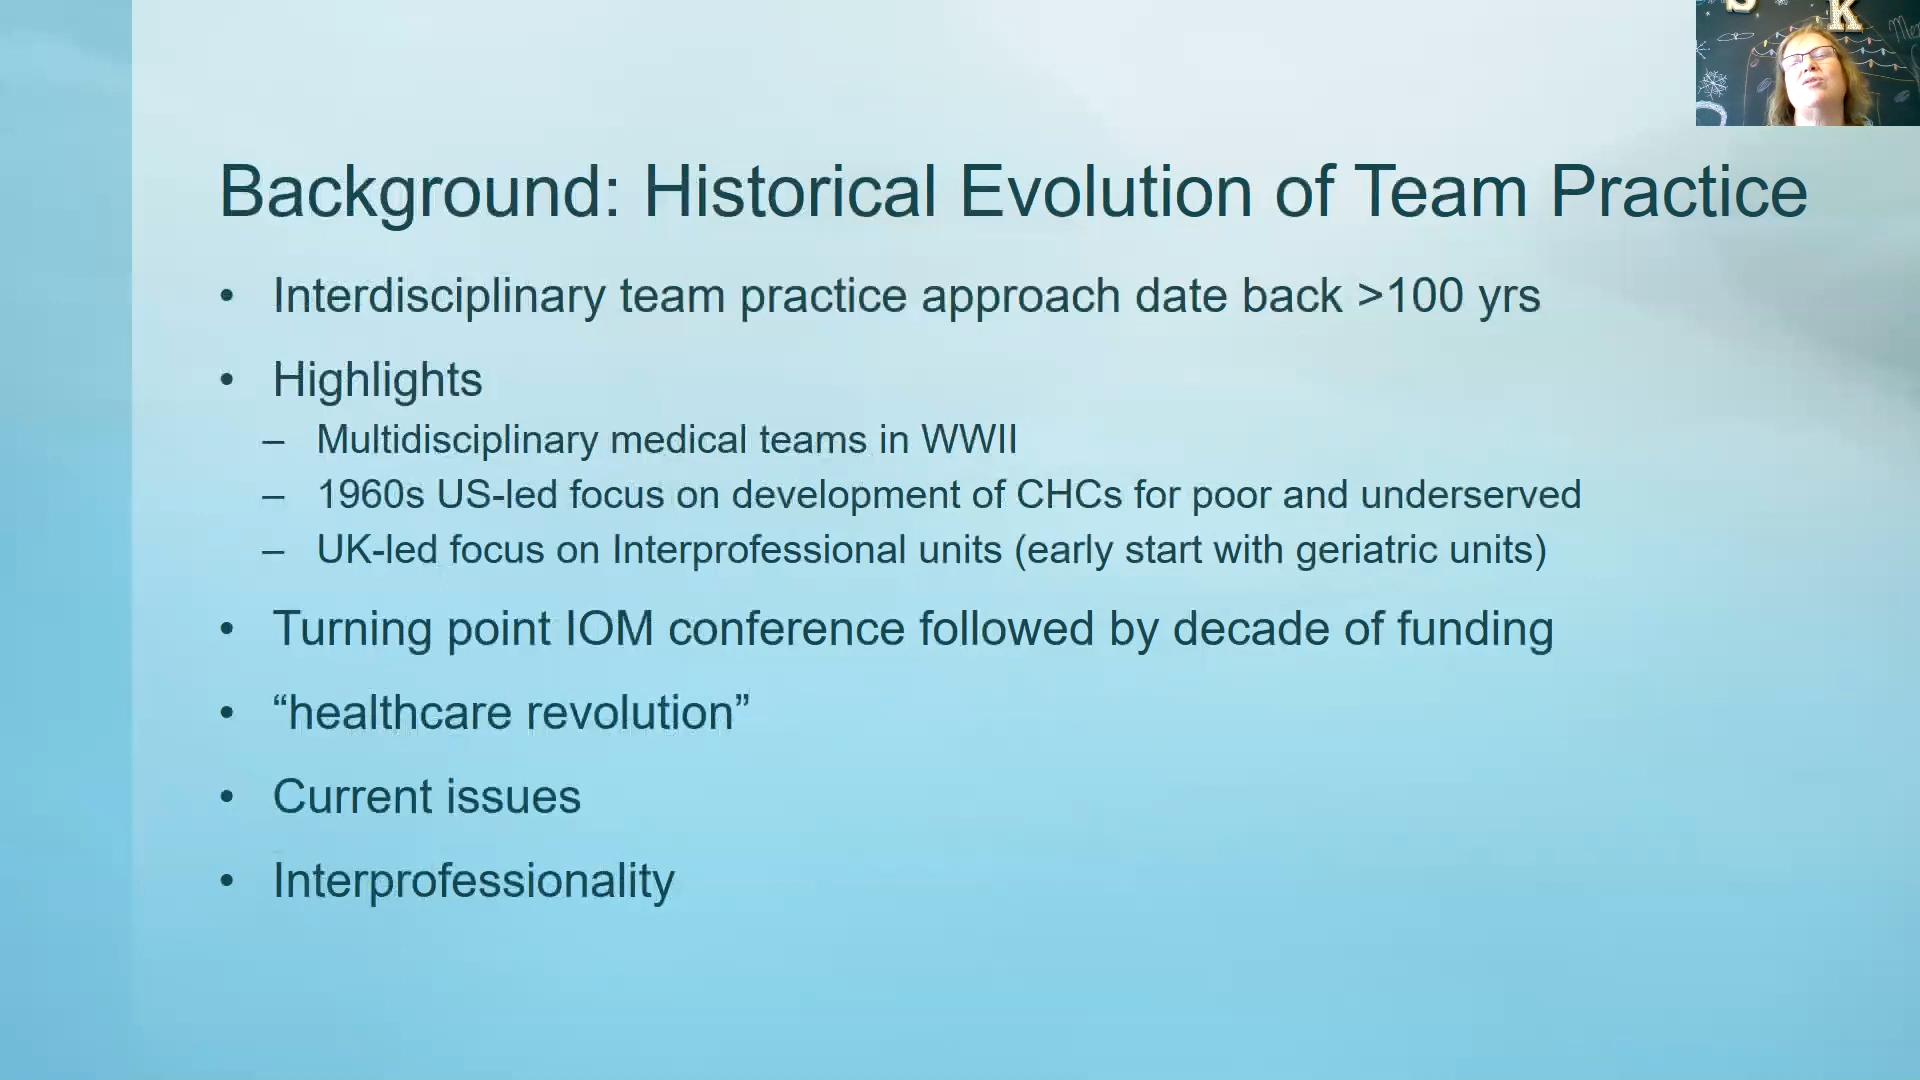 S K
Mer
Background: Historical Evolution of Team Practice
• Interdisciplinary team practice approach date back >100 yrs
• Highlights
– Multidisciplinary medical teams in WWII
– 1960s US-led focus on development of CHCs for poor and underserved
– UK-led focus on Interprofessional units (early start with geriatric units)
• Turning point IOM conference followed by decade of funding
• “healthcare revolution”
• Current issues
• Interprofessionality